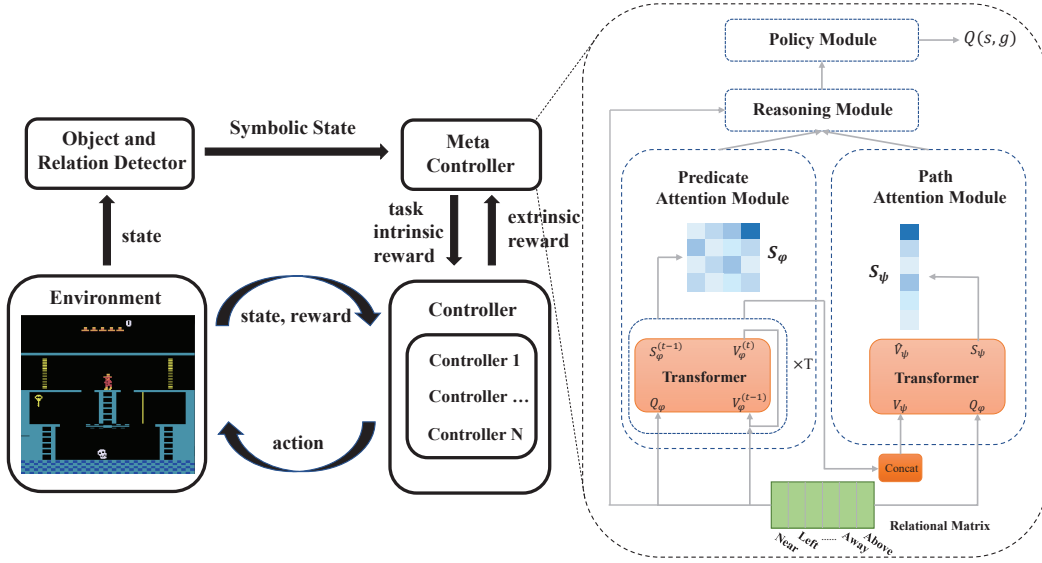 Policy Module
Q(s, g)
Reasoning Module
Object and
Relation Detector
Symbolic State
Meta
Controller
state
task
intrinsic
reward
extrinsic
reward
Environment
0
state, reward
action
Controller
Controller 1
Controller ...
Controller N
Predicate
Attention Module
S_φ
S_φ^(t−1)
V_φ^(t)
Transformer
Q_φ
V_φ^(t−1)
×T
Path
Attention Module
S_ψ
V̂_ψ
S_ψ
Transformer
V_ψ
Q_φ
Concat
Relational Matrix
Near
Left
......
Away
Above